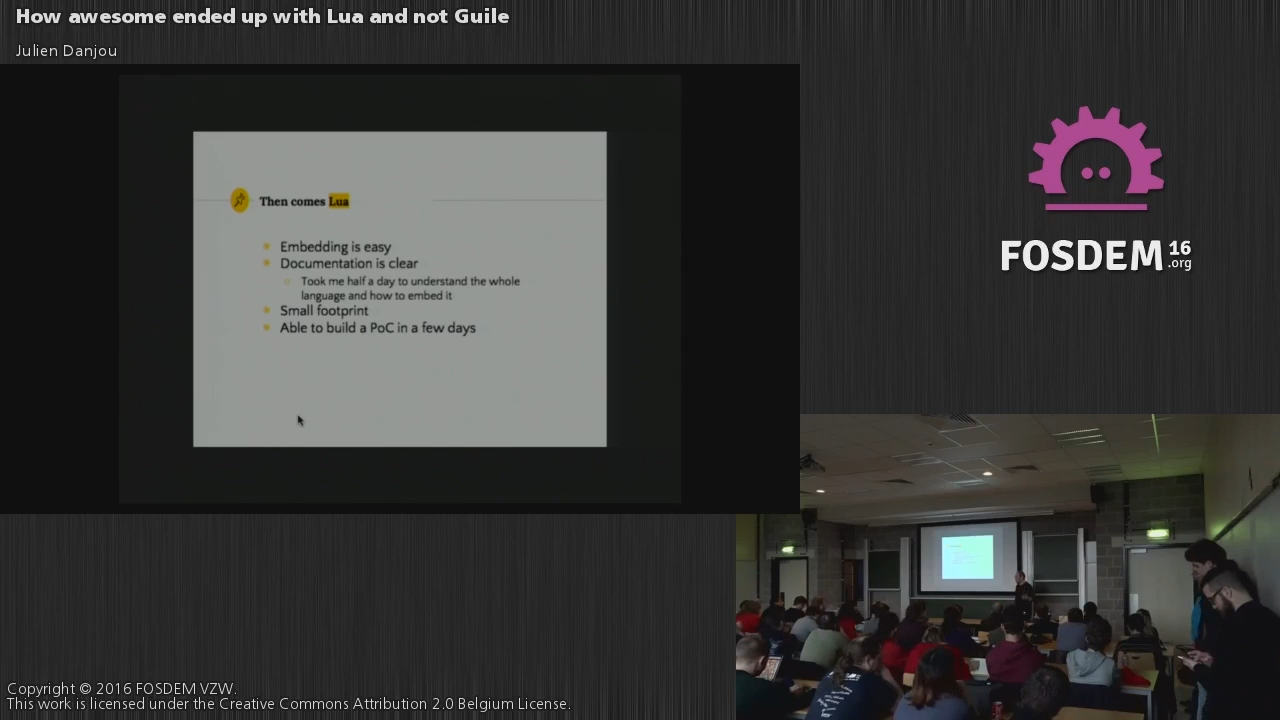 How awesome ended up with Lua and not Guile
Julien Danjou
Then comes Lua
Embedding is easy
Documentation is clear
Took me half a day to understand the whole
language and how to embed it
Small footprint
Able to build a PoC in a few days
FOSDEM 16
.org
Copyright © 2016 FOSDEM VZW.
This work is licensed under the Creative Commons Attribution 2.0 Belgium License.